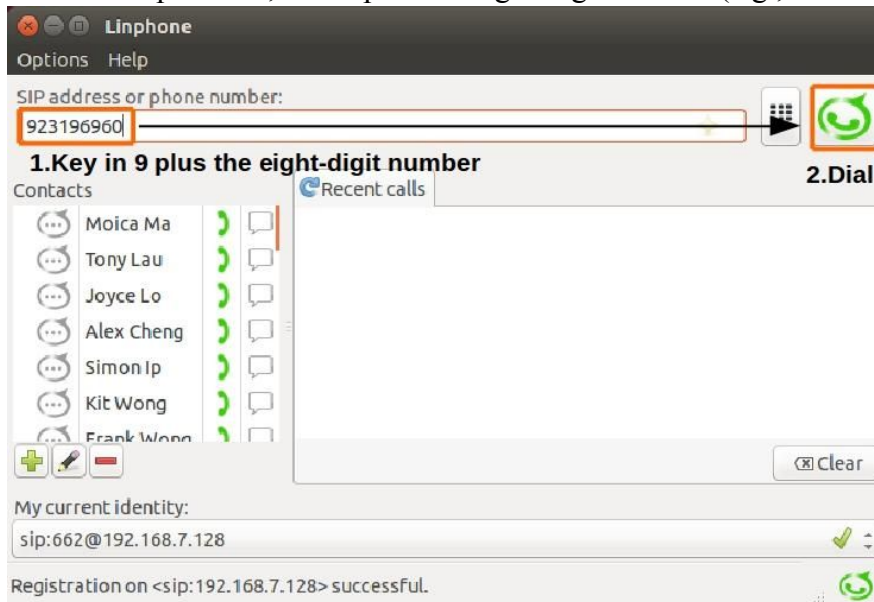 Linphone
Options Help
SIP address or phone number:
923196960
1.Key in 9 plus the eight-digit number
2.Dial
Contacts
Recent calls
Moica Ma
Tony Lau
Joyce Lo
Alex Cheng
Simon Ip
Kit Wong
Frank Wong
Clear
My current identity:
sip:662@192.168.7.128
Registration on <sip:192.168.7.128> successful.